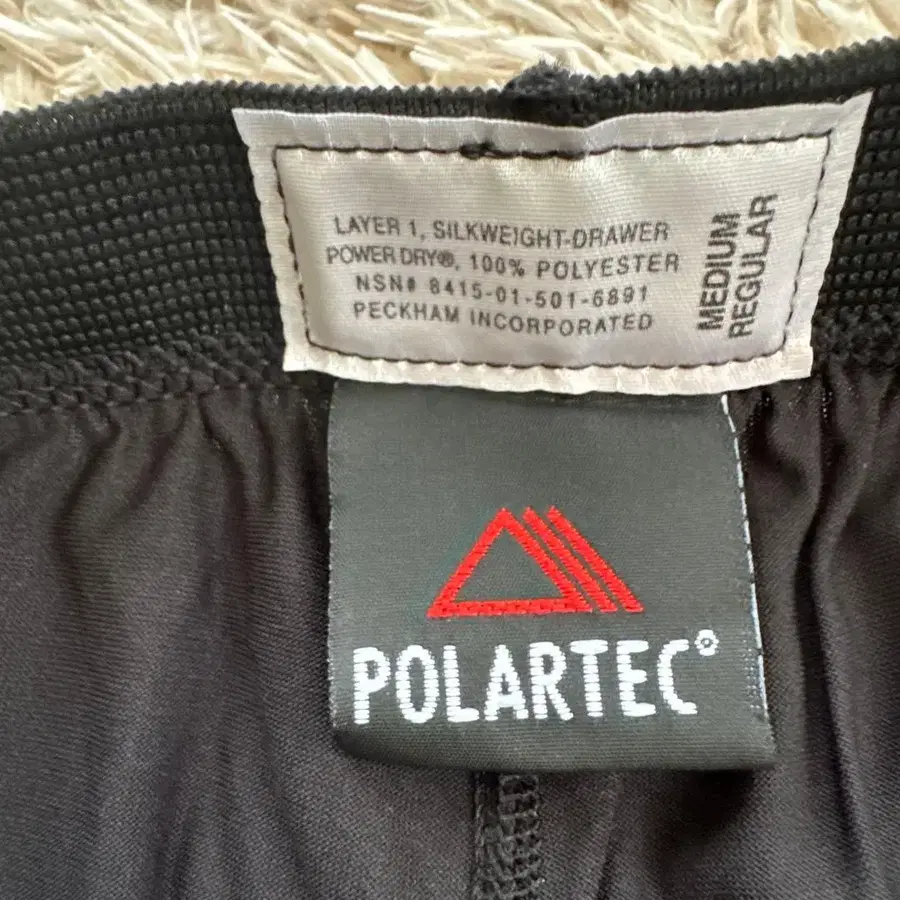 LAYER 1, SILKWEIGHT-DRAWER
POWER DRY®, 100% POLYESTER
NSN# 8415-01-501-6891
PECKHAM INCORPORATED
MEDIUM
REGULAR
POLARTEC®